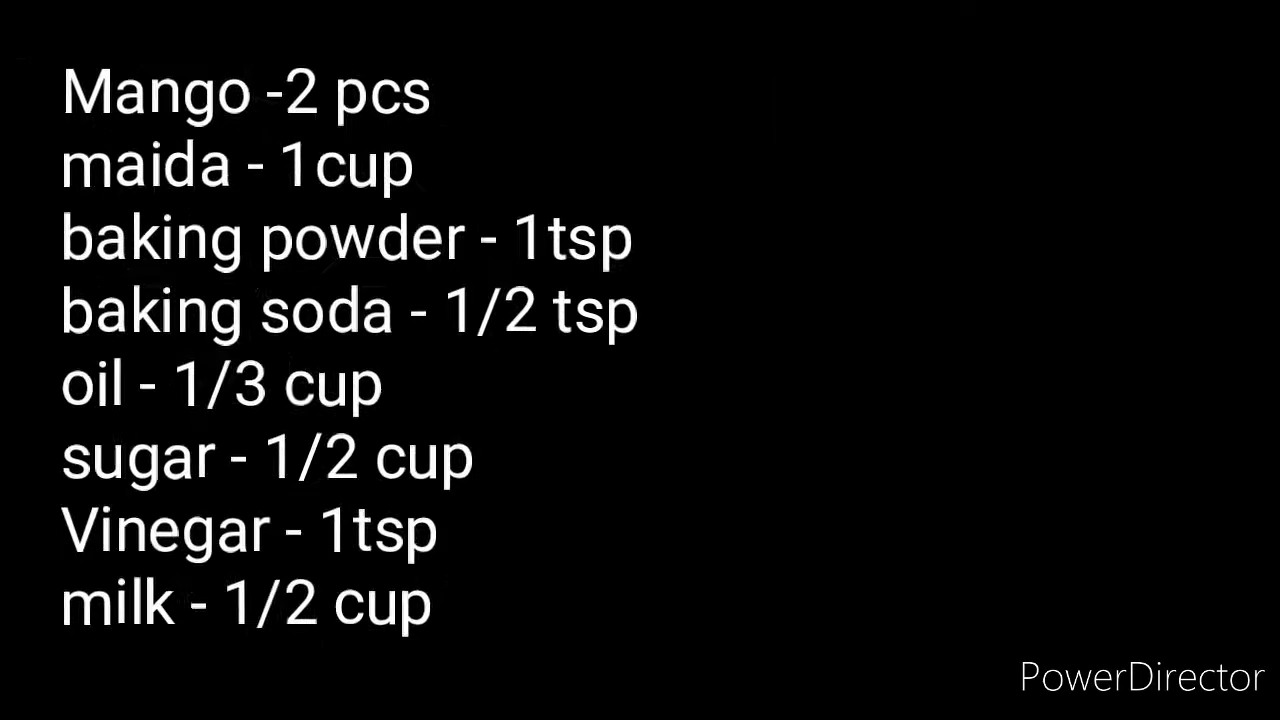 Mango -2 pcs
maida - 1cup
baking powder - 1tsp
baking soda - 1/2 tsp
oil - 1/3 cup
sugar - 1/2 cup
Vinegar - 1tsp
milk - 1/2 cup
PowerDirector